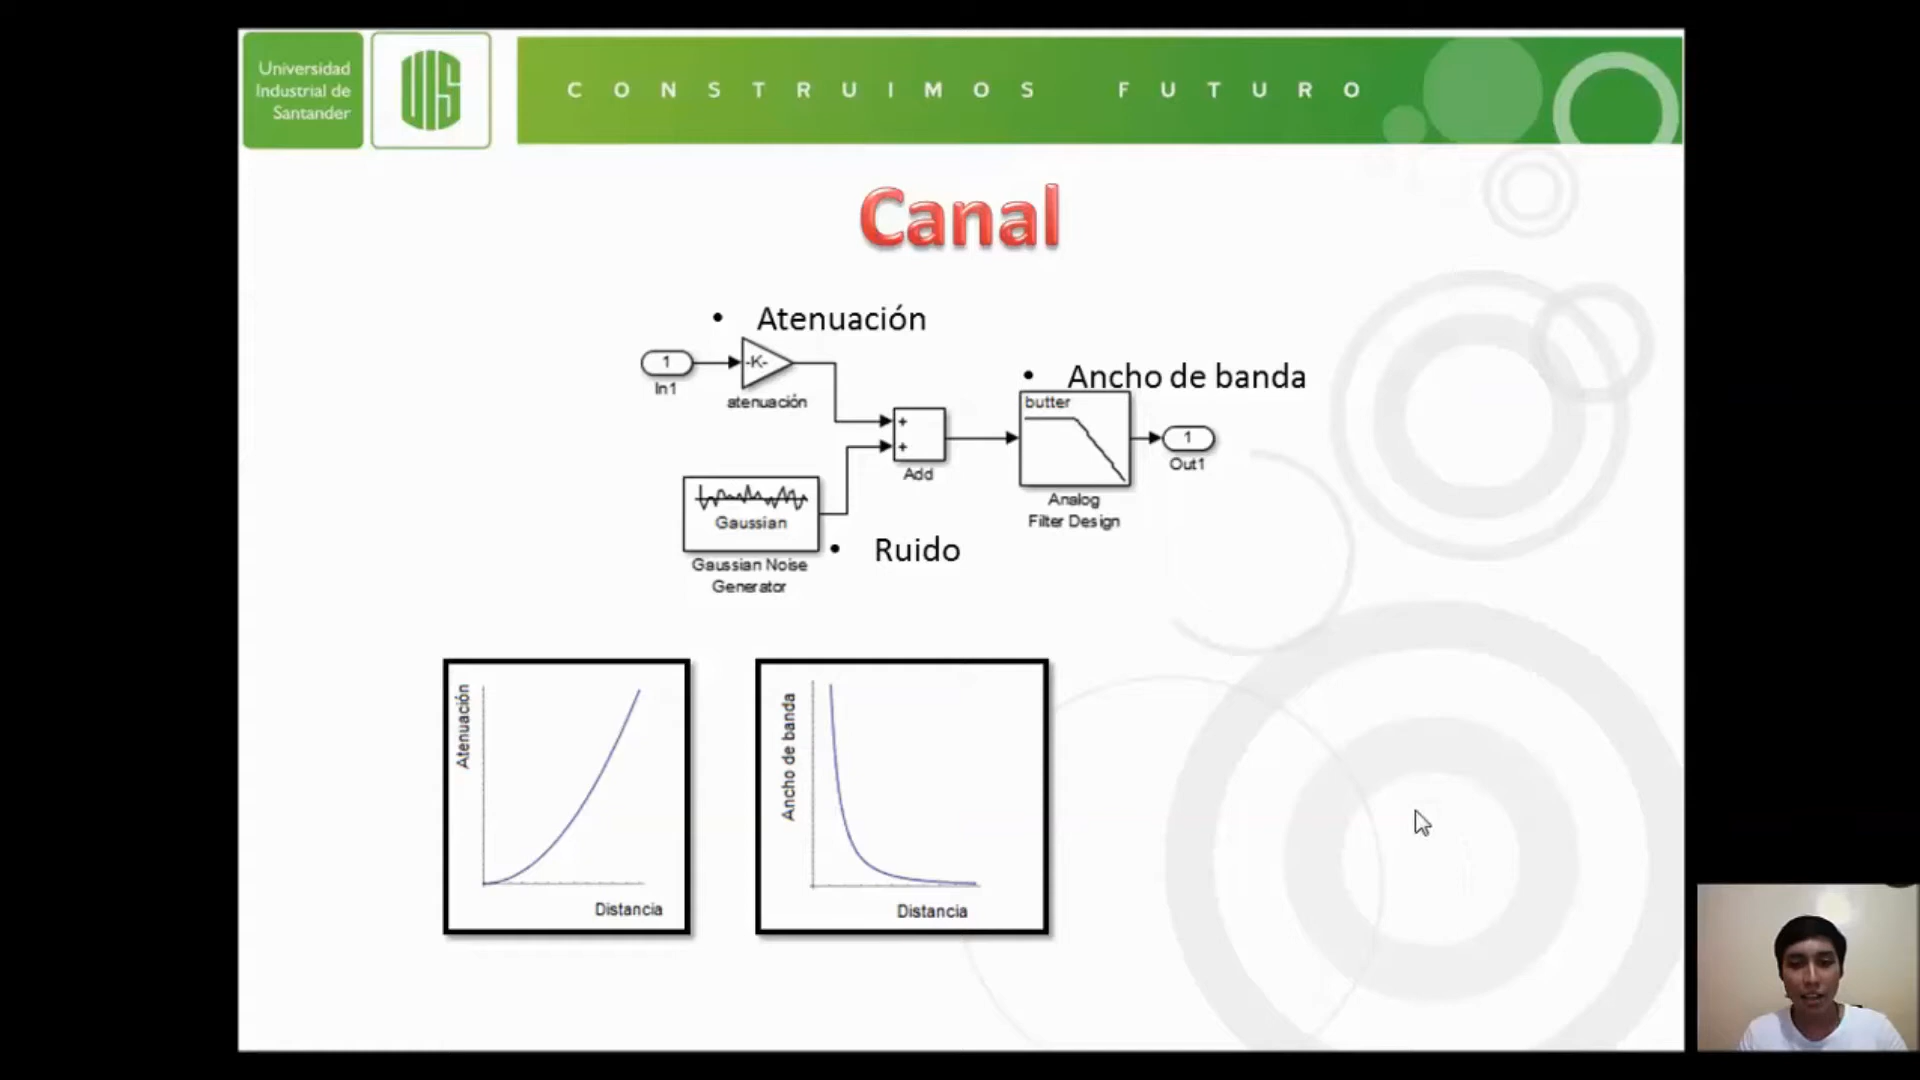 Universidad
Industrial de
Santander
UIS
CONSTRUIMOS FUTURO
Canal
• Atenuación
1
In1
-K-
atenuación
• Ancho de banda
butter
+
+
Add
1
Out1
Analog
Filter Design
Gaussian
Gaussian Noise
Generator
• Ruido
Atenuación
Distancia
Ancho de banda
Distancia